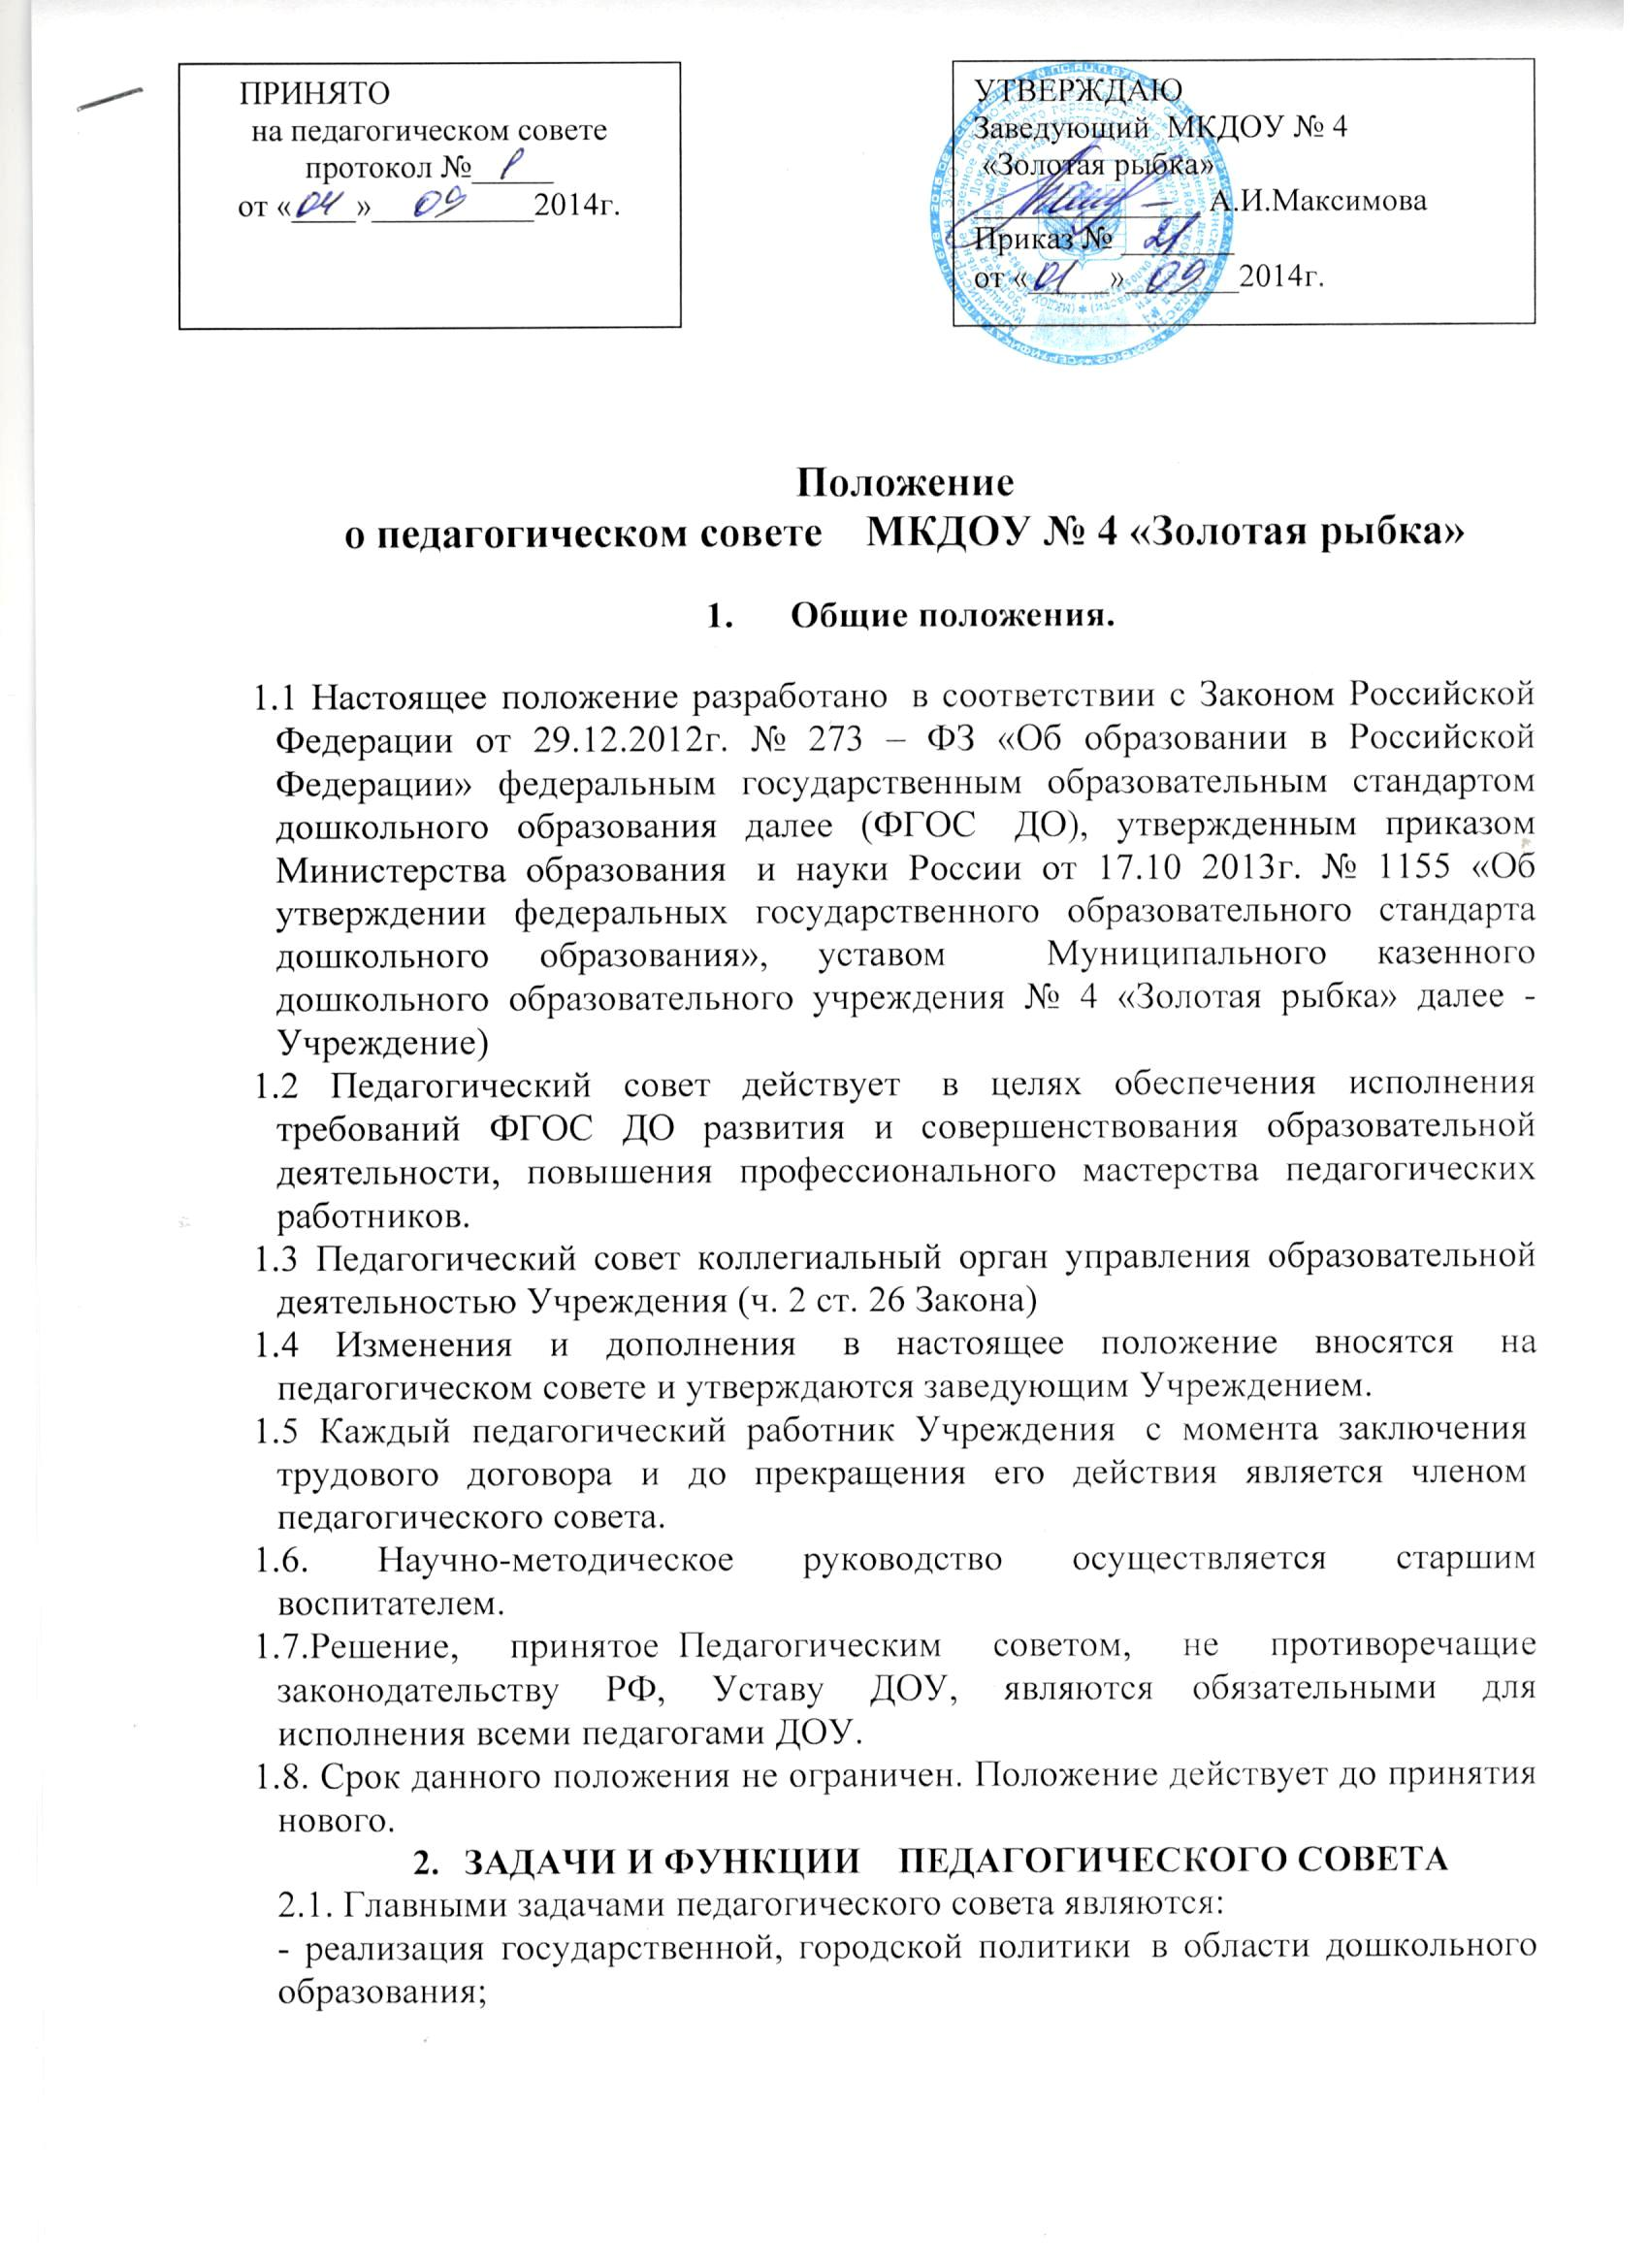 ПРИНЯТО
на педагогическом совете
протокол №
от «04» 09 2014г.
УТВЕРЖДАЮ
Заведующий МКДОУ № 4
«Золотая рыбка»
А.И.Максимова
Приказ № 21
от «01» 09 2014г.
Положение
о педагогическом совете МКДОУ № 4 «Золотая рыбка»
1. Общие положения.
1.1 Настоящее положение разработано в соответствии с Законом Российской
Федерации от 29.12.2012г. № 273 – ФЗ «Об образовании в Российской
Федерации» федеральным государственным образовательным стандартом
дошкольного образования далее (ФГОС ДО), утвержденным приказом
Министерства образования и науки России от 17.10 2013г. № 1155 «Об
утверждении федеральных государственного образовательного стандарта
дошкольного образования», уставом Муниципального казенного
дошкольного образовательного учреждения № 4 «Золотая рыбка» далее -
Учреждение)
1.2 Педагогический совет действует в целях обеспечения исполнения
требований ФГОС ДО развития и совершенствования образовательной
деятельности, повышения профессионального мастерства педагогических
работников.
1.3 Педагогический совет коллегиальный орган управления образовательной
деятельностью Учреждения (ч. 2 ст. 26 Закона)
1.4 Изменения и дополнения в настоящее положение вносятся на
педагогическом совете и утверждаются заведующим Учреждением.
1.5 Каждый педагогический работник Учреждения с момента заключения
трудового договора и до прекращения его действия является членом
педагогического совета.
1.6. Научно-методическое руководство осуществляется старшим
воспитателем.
1.7.Решение, принятое Педагогическим советом, не противоречащие
законодательству РФ, Уставу ДОУ, являются обязательными для
исполнения всеми педагогами ДОУ.
1.8. Срок данного положения не ограничен. Положение действует до принятия
нового.
2. ЗАДАЧИ И ФУНКЦИИ ПЕДАГОГИЧЕСКОГО СОВЕТА
2.1. Главными задачами педагогического совета являются:
- реализация государственной, городской политики в области дошкольного
образования;